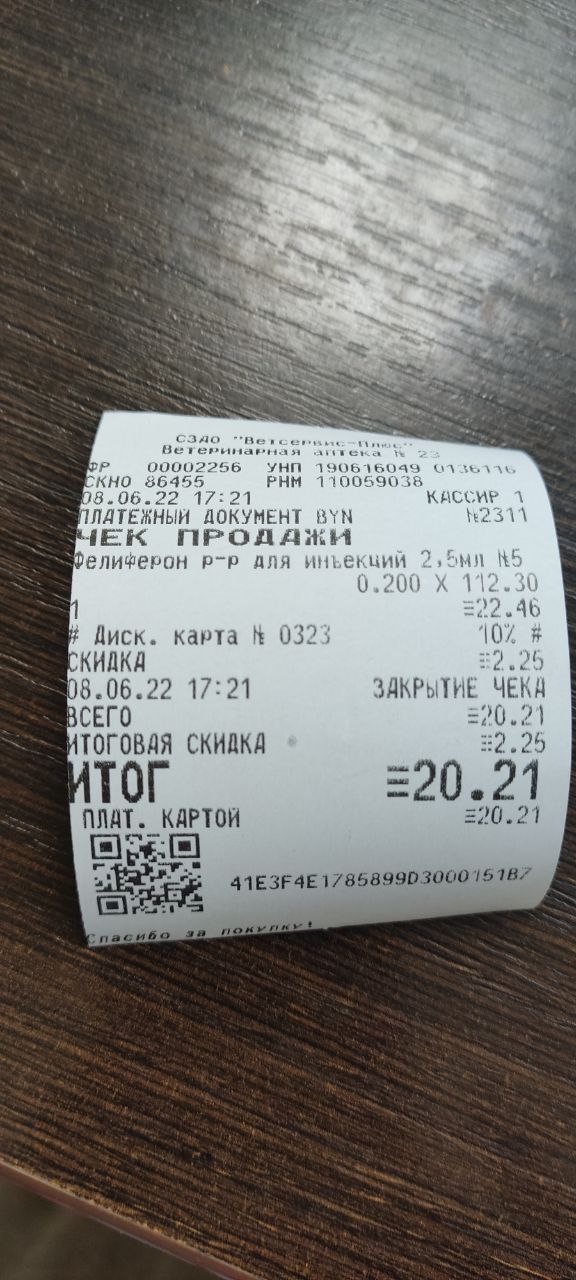 СЗАО "Ветсервис-Плюс"
Ветеринарная аптека № 23
ФР 00002256 УНП 190616049 0136116
СКНО 86455 РНМ 110059038
08.06.22 17:21 КАССИР 1
ПЛАТЕЖНЫЙ ДОКУМЕНТ BYN №2311
ЧЕК ПРОДАЖИ
Фелиферон р-р для инъекций 2,5мл №5
0.200 X 112.30
1 ≡22.46
# Диск. карта № 0323 10% #
СКИДКА ≡2.25
08.06.22 17:21 ЗАКРЫТИЕ ЧЕКА
ВСЕГО ≡20.21
ИТОГОВАЯ СКИДКА ≡2.25
ИТОГ ≡20.21
ПЛАТ. КАРТОЙ ≡20.21
41E3F4E1785899D3000151B7
Спасибо за покупку!